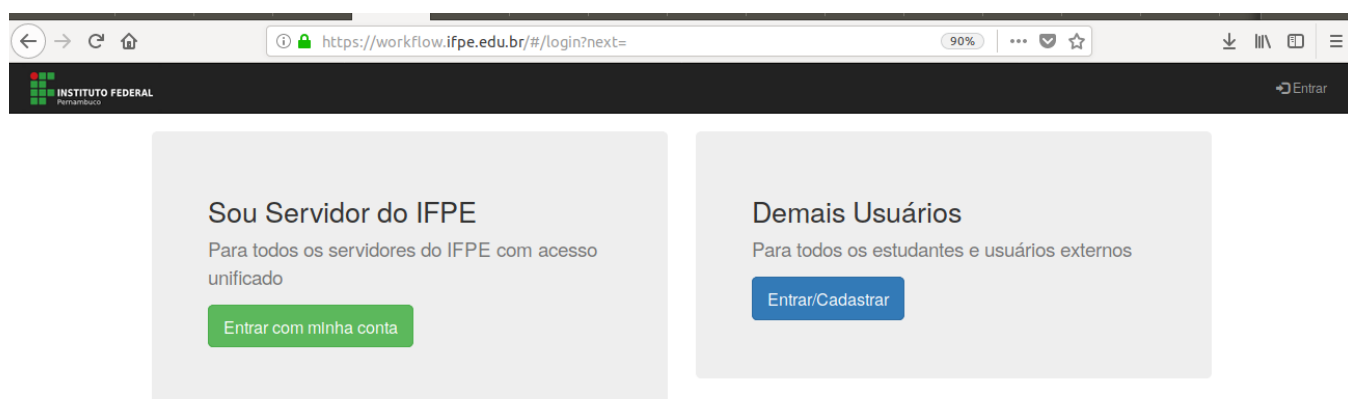 https://workflow.ifpe.edu.br/#/login?next=
90%
INSTITUTO FEDERAL
Pernambuco
Entrar
Sou Servidor do IFPE
Para todos os servidores do IFPE com acesso
unificado
Entrar com minha conta
Demais Usuários
Para todos os estudantes e usuários externos
Entrar/Cadastrar